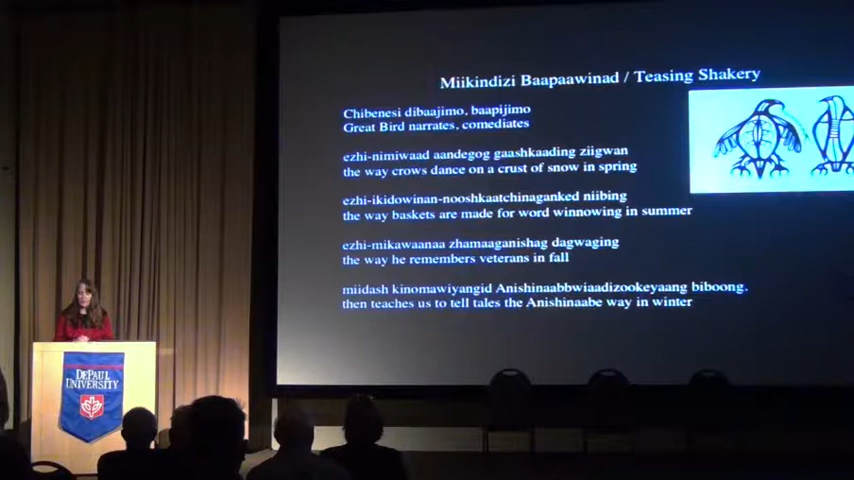 Miikindizi Baapaawinad / Teasing Shakery
Chibenesi dibaajimo, baapijimo
Great Bird narrates, comediates
ezhi-nimiwaad aandegog gaashkaading ziigwan
the way crows dance on a crust of snow in spring
ezhi-ikidowinan-nooshkaatchinaganked niibing
the way baskets are made for word winnowing in summer
ezhi-mikawaanaa zhamaaganishag dagwaging
the way he remembers veterans in fall
miidash kinomawiyangid Anishinaabbwiaadizookeyaang biboong.
then teaches us to tell tales the Anishinaabe way in winter
DEPAUL
UNIVERSITY